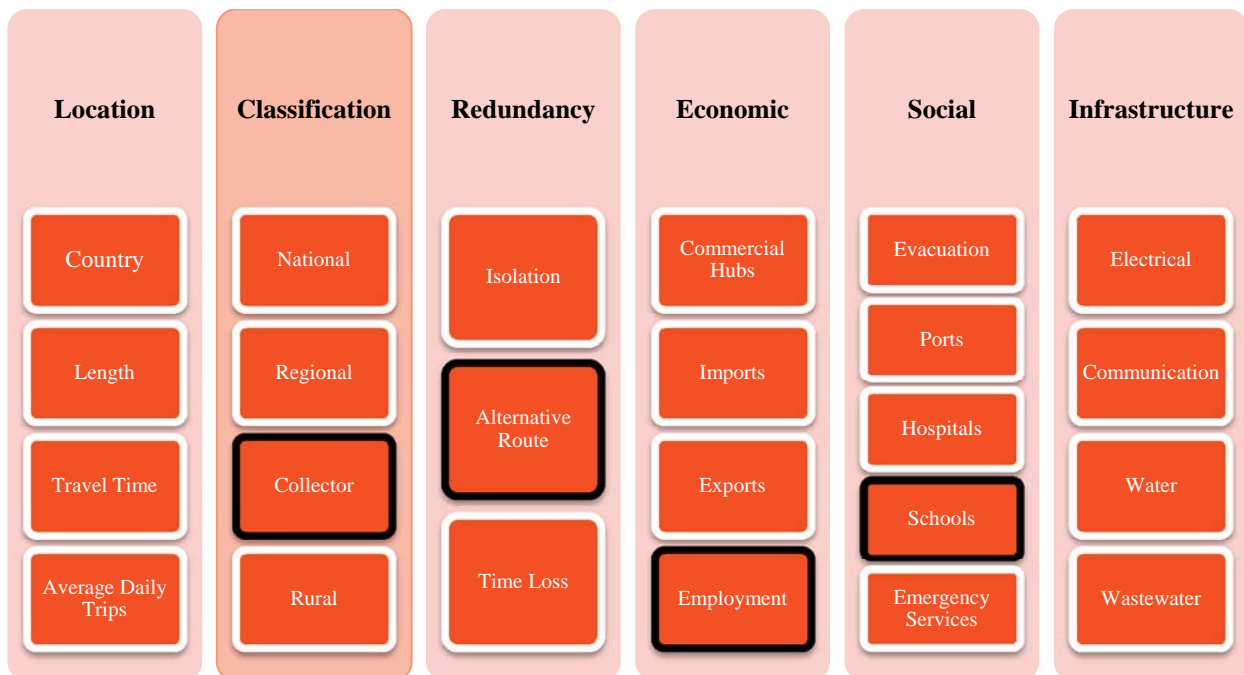 Location
Country
Length
Travel Time
Average Daily
Trips
Classification
National
Regional
Collector
Rural
Redundancy
Isolation
Alternative
Route
Time Loss
Economic
Commercial
Hubs
Imports
Exports
Employment
Social
Evacuation
Ports
Hospitals
Schools
Emergency
Services
Infrastructure
Electrical
Communication
Water
Wastewater